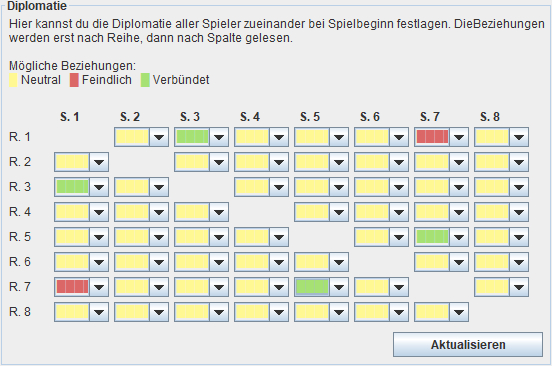 Diplomatie
Hier kannst du die Diplomatie aller Spieler zueinander bei Spielbeginn festlagen. DieBeziehungen
werden erst nach Reihe, dann nach Spalte gelesen.
Mögliche Beziehungen:
Neutral Feindlich Verbündet
S. 1 S. 2 S. 3 S. 4 S. 5 S. 6 S. 7 S. 8
R. 1
R. 2
R. 3
R. 4
R. 5
R. 6
R. 7
R. 8
Aktualisieren